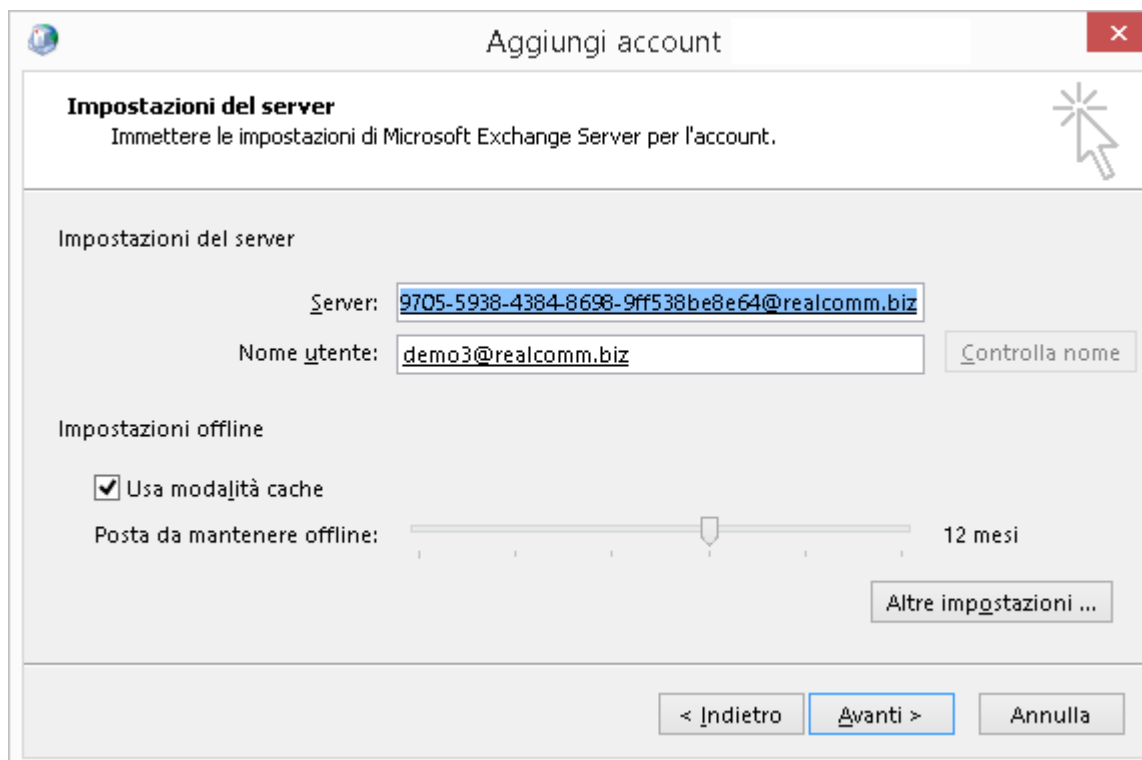 Aggiungi account
Impostazioni del server
Immettere le impostazioni di Microsoft Exchange Server per l'account.
Impostazioni del server
Server: 9705-5938-4384-8698-9ff538be8e64@realcomm.biz
Nome utente: demo3@realcomm.biz Controlla nome
Impostazioni offline
Usa modalità cache
Posta da mantenere offline: 12 mesi
Altre impostazioni ...
< Indietro Avanti > Annulla